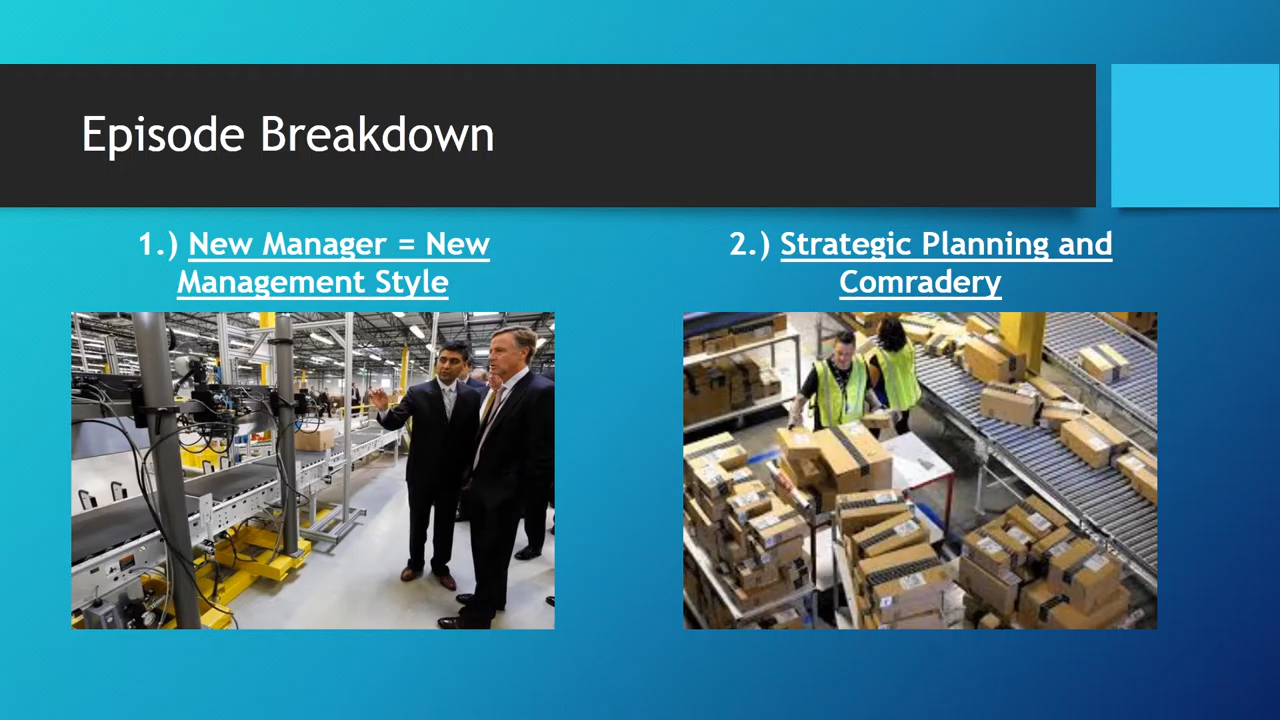 Episode Breakdown
1.) New Manager = New
Management Style
2.) Strategic Planning and
Comradery